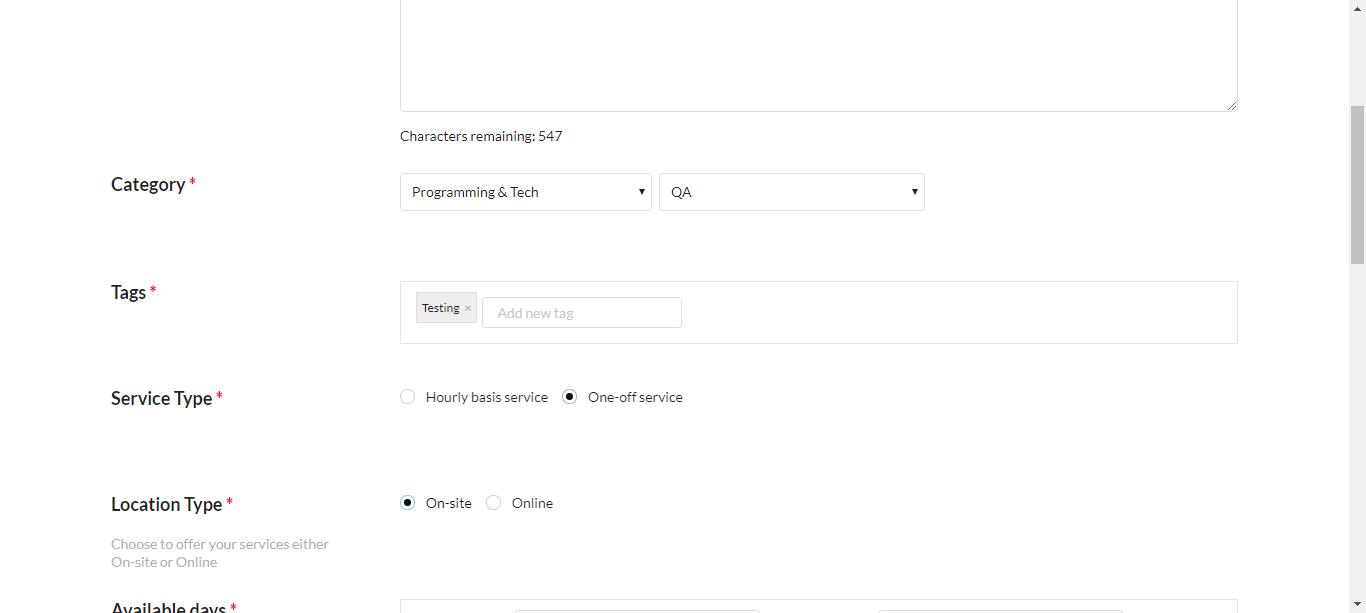 Characters remaining: 547
Category *
Programming & Tech
QA
Tags *
Testing ×
Add new tag
Service Type *
Hourly basis service
One-off service
Location Type *
On-site
Online
Choose to offer your services either
On-site or Online
Available days *